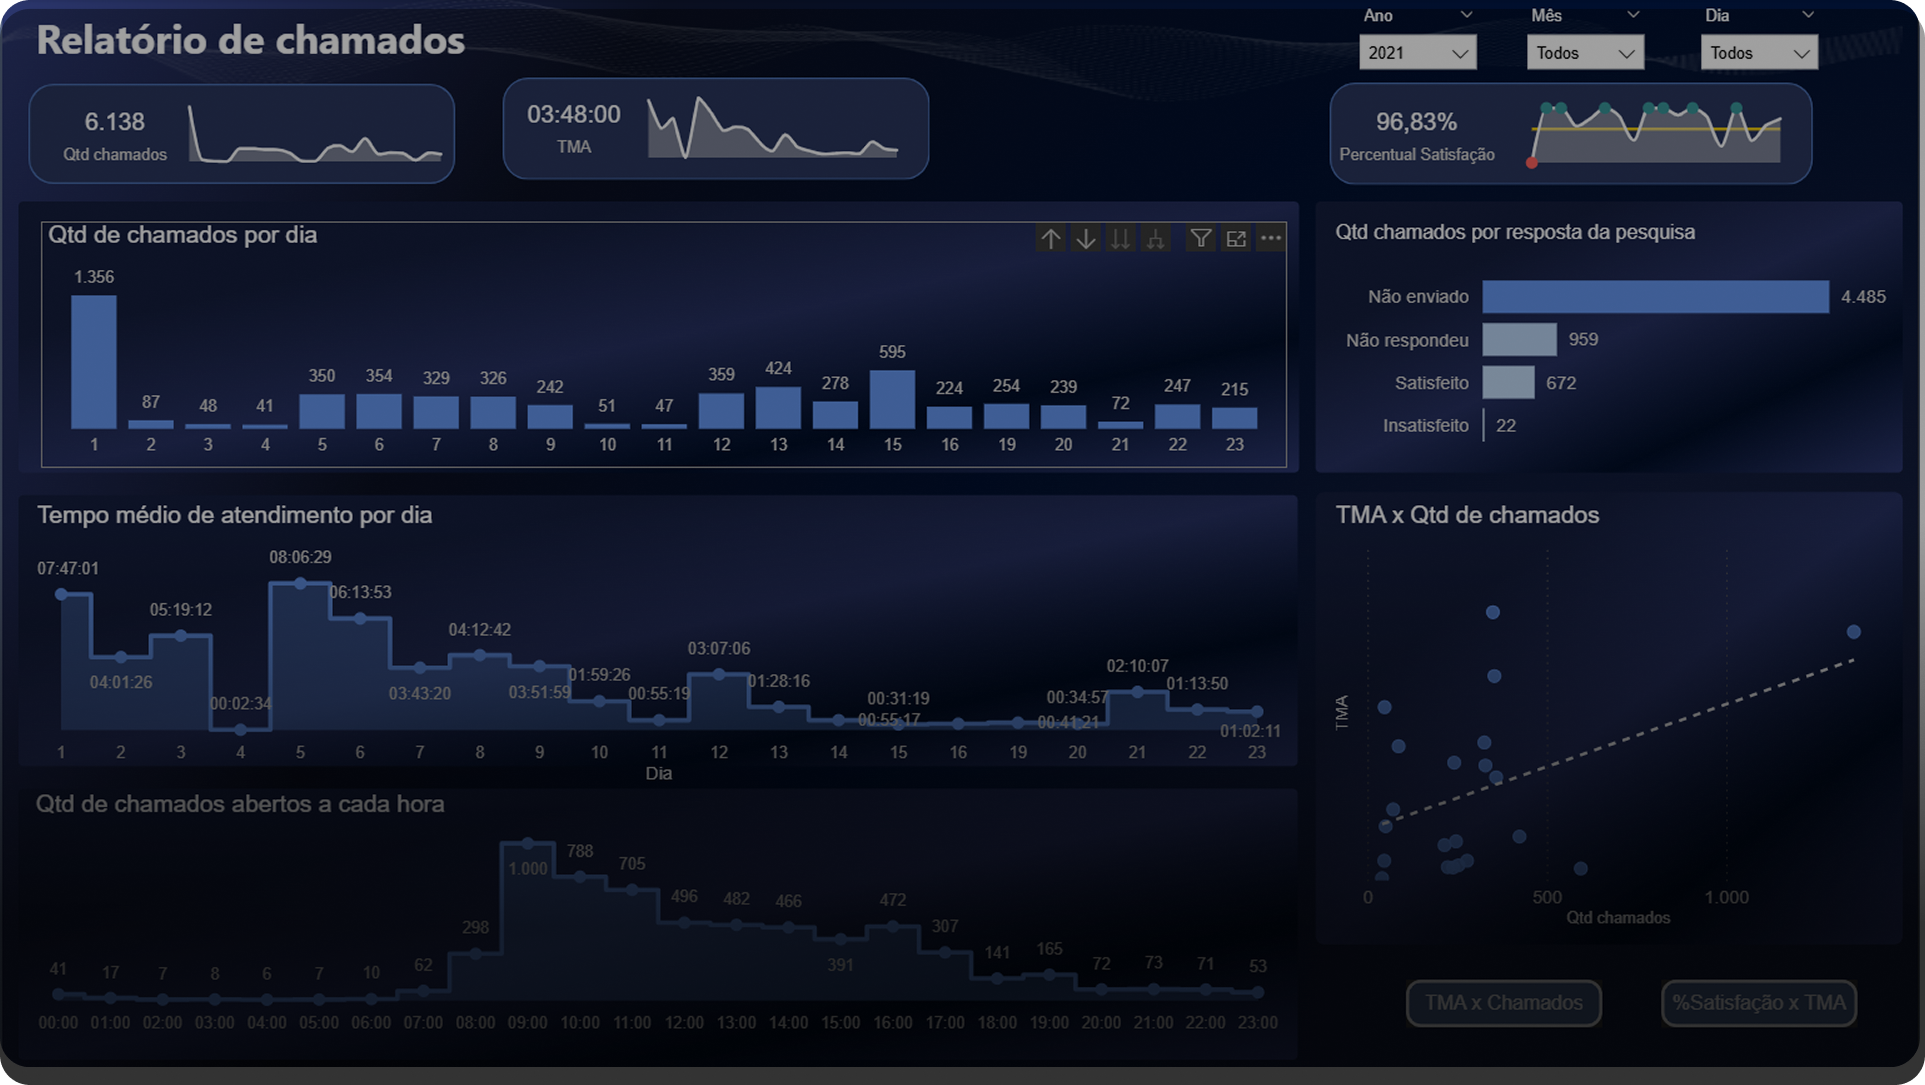 Relatório de chamados
Ano
Mês
Dia
2021
Todos
Todos
6.138
Qtd chamados
03:48:00
TMA
96,83%
Percentual Satisfação
Qtd de chamados por dia
1.356
87
48
41
350
354
329
326
242
51
47
359
424
278
595
224
254
239
72
247
215
1 2 3 4 5 6 7 8 9 10 11 12 13 14 15 16 19 20 21 22 23
Qtd chamados por resposta da pesquisa
Não enviado 4.485
Não respondeu 959
Satisfeito 672
Insatisfeito 22
Tempo médio de atendimento por dia
07:47:01
04:01:26
05:19:12
00:02:34
08:06:29
06:13:53
03:43:20
04:12:42
03:51:59
01:59:26
00:55:19
03:07:06
01:28:16
00:55:17
00:31:19
00:41:21
00:34:57
02:10:07
01:13:50
01:02:11
1 2 3 4 5 6 7 8 9 10 11 12 13 14 15 16 19 20 21 22 23
Dia
TMA x Qtd de chamados
TMA
0 500 1.000
Qtd chamados
Qtd de chamados abertos a cada hora
41
17
7
8
6
7
10
62
298
1.000
788
705
496
482
466
391
472
307
141
165
72
73
71
53
00:00 01:00 02:00 03:00 04:00 05:00 06:00 07:00 08:00 09:00 10:00 11:00 12:00 13:00 14:00 15:00 16:00 17:00 18:00 19:00 20:00 21:00 22:00 23:00
TMA x Chamados
%Satisfação x TMA